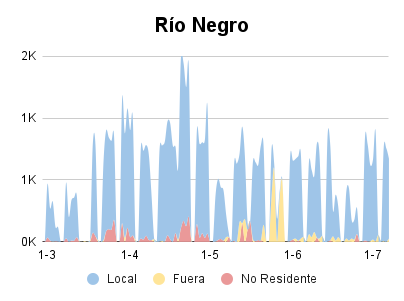 Río Negro
2K
1K
1K
0K
1-3 1-4 1-5 1-6 1-7
Local Fuera No Residente